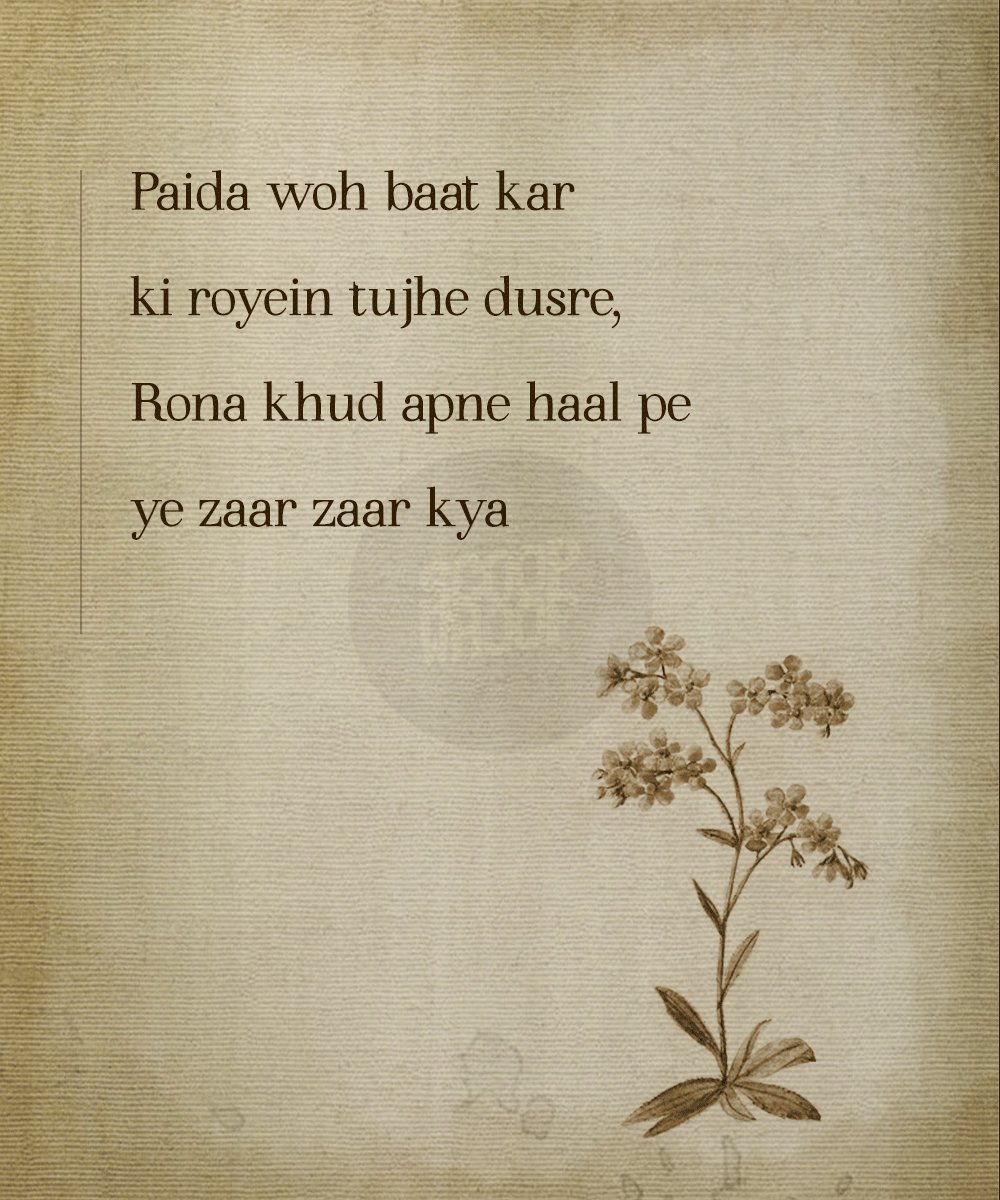 Paida woh baat kar
ki royein tujhe dusre,
Rona khud apne haal pe
ye zaar zaar kya